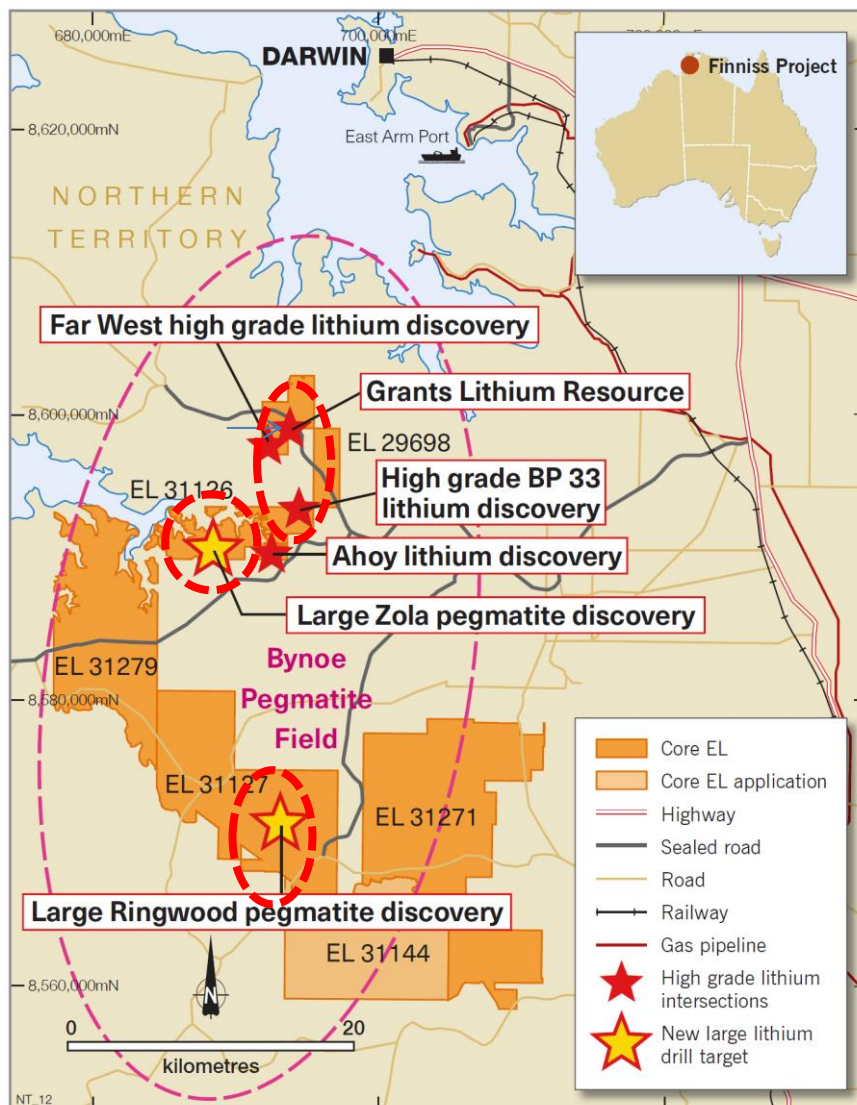 680,000mE
700,000mE
DARWIN
Finniss Project
8,620,000mN
East Arm Port
NORTHERN
TERRITORY
Far West high grade lithium discovery
Grants Lithium Resource
8,600,000mN
EL 29698
High grade BP 33
lithium discovery
EL 31126
Ahoy lithium discovery
Large Zola pegmatite discovery
Bynoe
Pegmatite
Field
EL 31279
8,580,000mN
EL 31127
EL 31271
Large Ringwood pegmatite discovery
EL 31144
8,560,000mN
N
0 20
kilometres
NT_12
Core EL
Core EL application
Highway
Sealed road
Road
Railway
Gas pipeline
High grade lithium
intersections
New large lithium
drill target